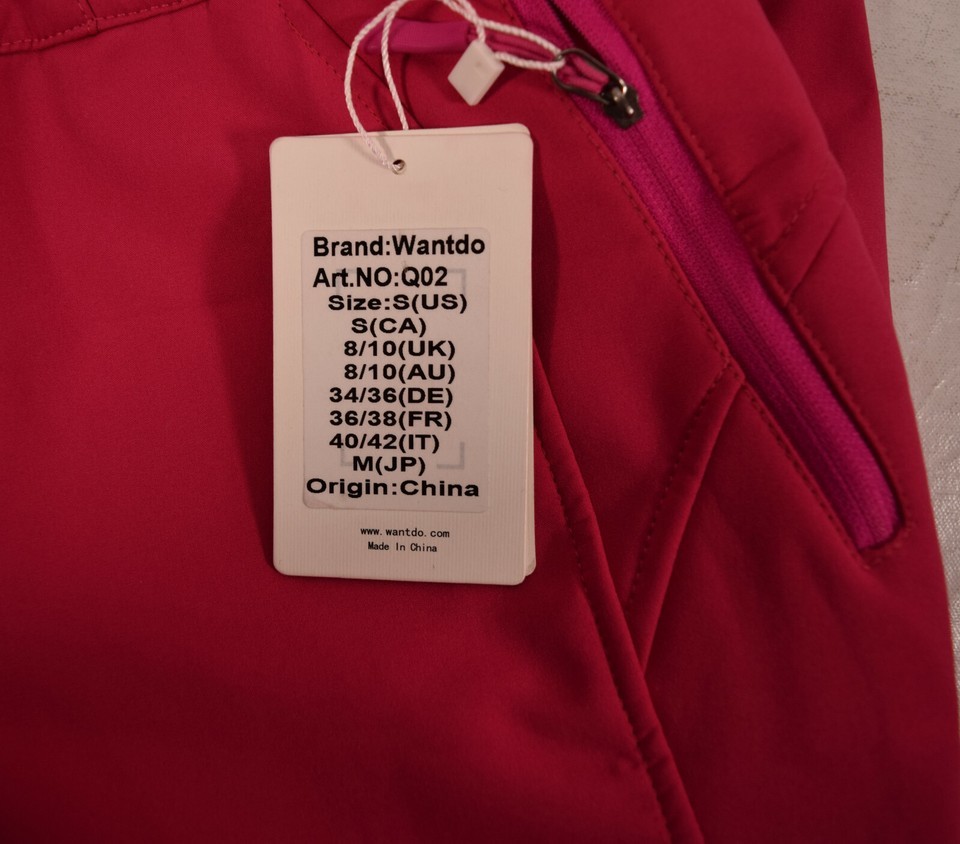 Brand:Wantdo
Art.NO:Q02
Size:S(US)
S(CA)
8/10(UK)
8/10(AU)
34/36(DE)
36/38(FR)
40/42(IT)
M(JP)
Origin:China
www.wantdo.com
Made In China